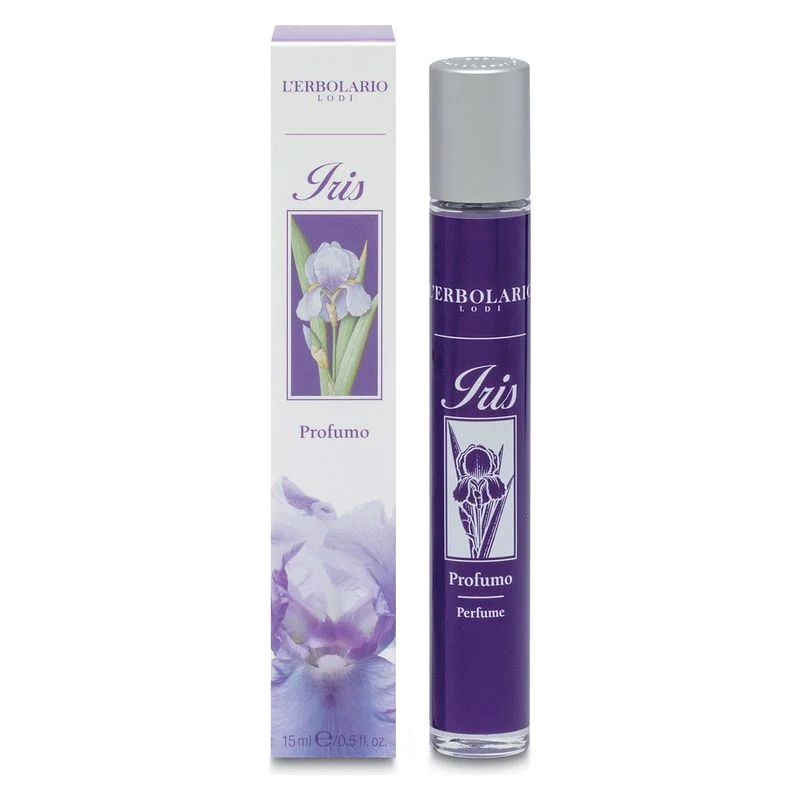 L'ERBOLARIO
LODI
Iris
Profumo
15 ml ℮/0.5 fl. oz.
L'ERBOLARIO
LODI
Iris
Profumo
Perfume